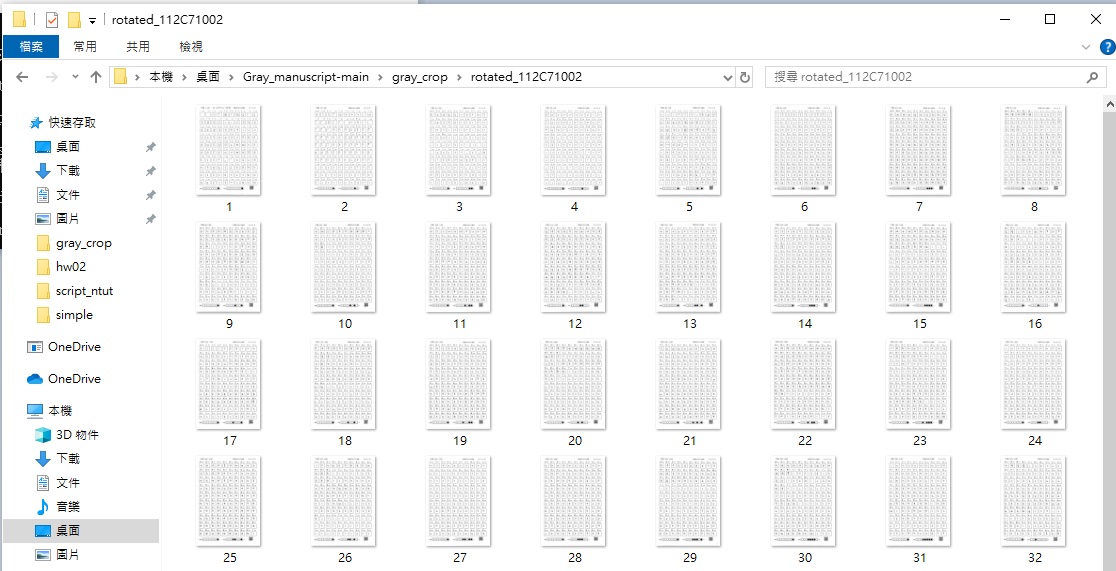 rotated_112C71002
檔案 常用 共用 檢視
本機 桌面 Gray_manuscript-main gray_crop rotated_112C71002
搜尋 rotated_112C71002
快速存取
桌面
下載
文件
圖片
gray_crop
hw02
script_ntut
simple
OneDrive
OneDrive
本機
3D 物件
下載
文件
音樂
桌面
圖片
1 2 3 4 5 6 7 8
9 10 11 12 13 14 15 16
17 18 19 20 21 22 23 24
25 26 27 28 29 30 31 32